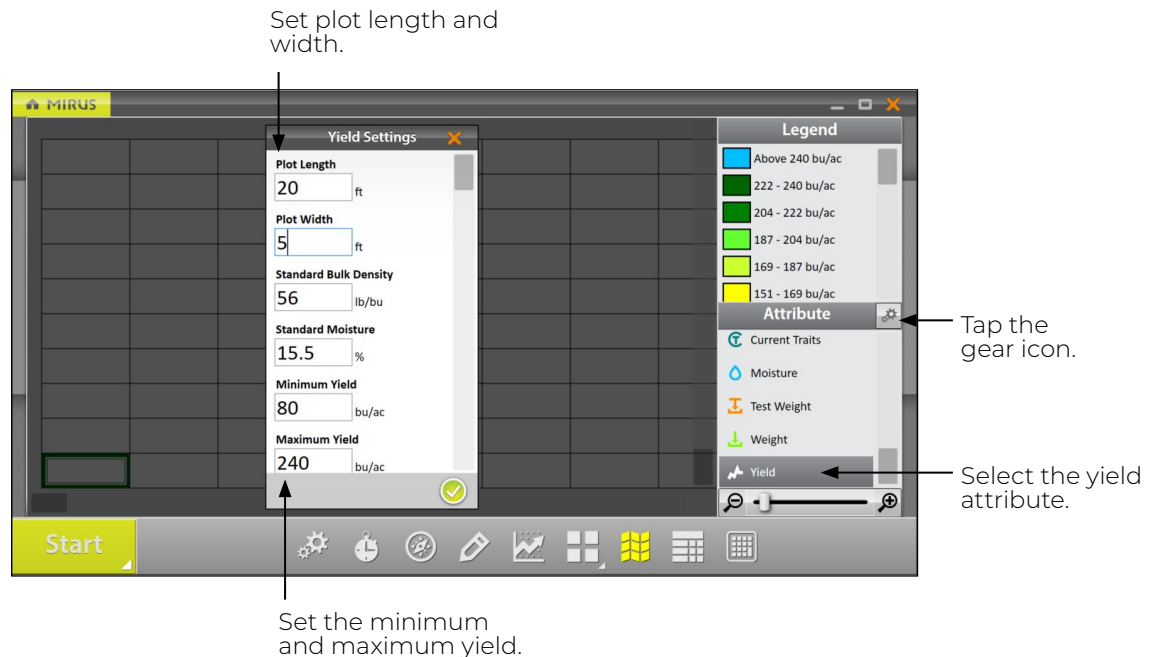 Set plot length and
width.
MIRUS
Yield Settings
Plot Length
20 ft
Plot Width
5 ft
Standard Bulk Density
56 lb/bu
Standard Moisture
15.5 %
Minimum Yield
80 bu/ac
Maximum Yield
240 bu/ac
Legend
Above 240 bu/ac
222 - 240 bu/ac
204 - 222 bu/ac
187 - 204 bu/ac
169 - 187 bu/ac
151 - 169 bu/ac
Attribute
Current Traits
Moisture
Test Weight
Weight
Yield
Tap the
gear icon.
Select the yield
attribute.
Start
Set the minimum
and maximum yield.